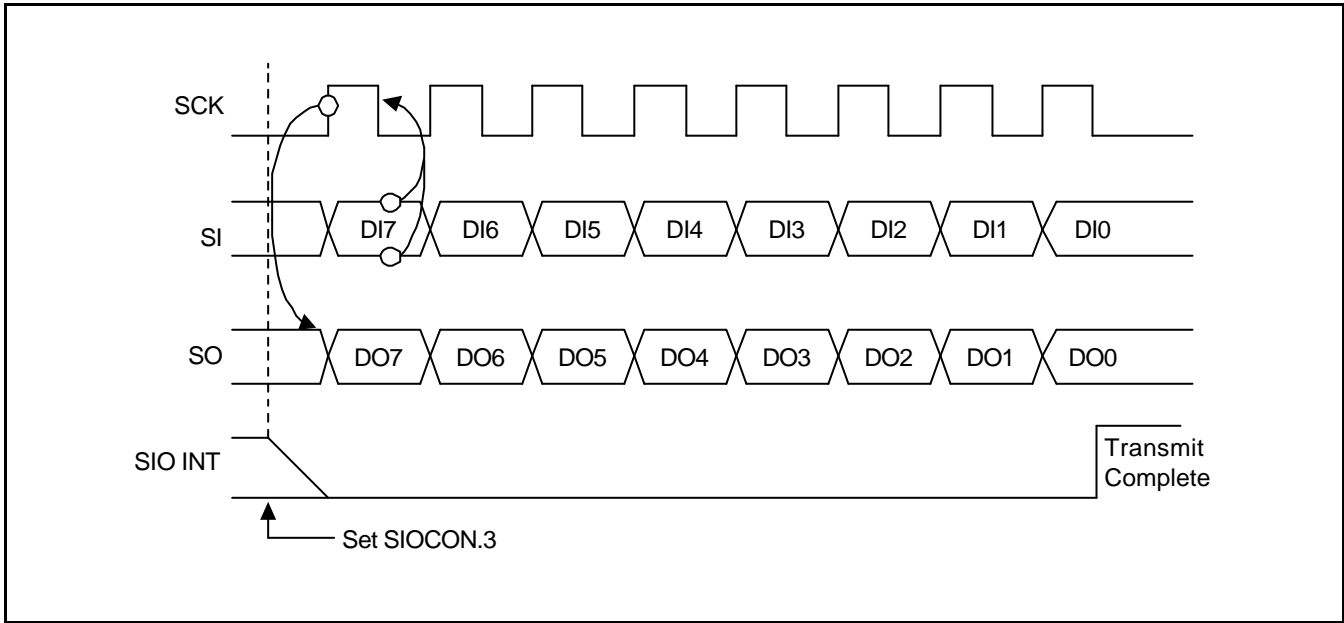 SCK
SI
DI7 DI6 DI5 DI4 DI3 DI2 DI1 DI0
SO
DO7 DO6 DO5 DO4 DO3 DO2 DO1 DO0
SIO INT
Transmit
Complete
Set SIOCON.3